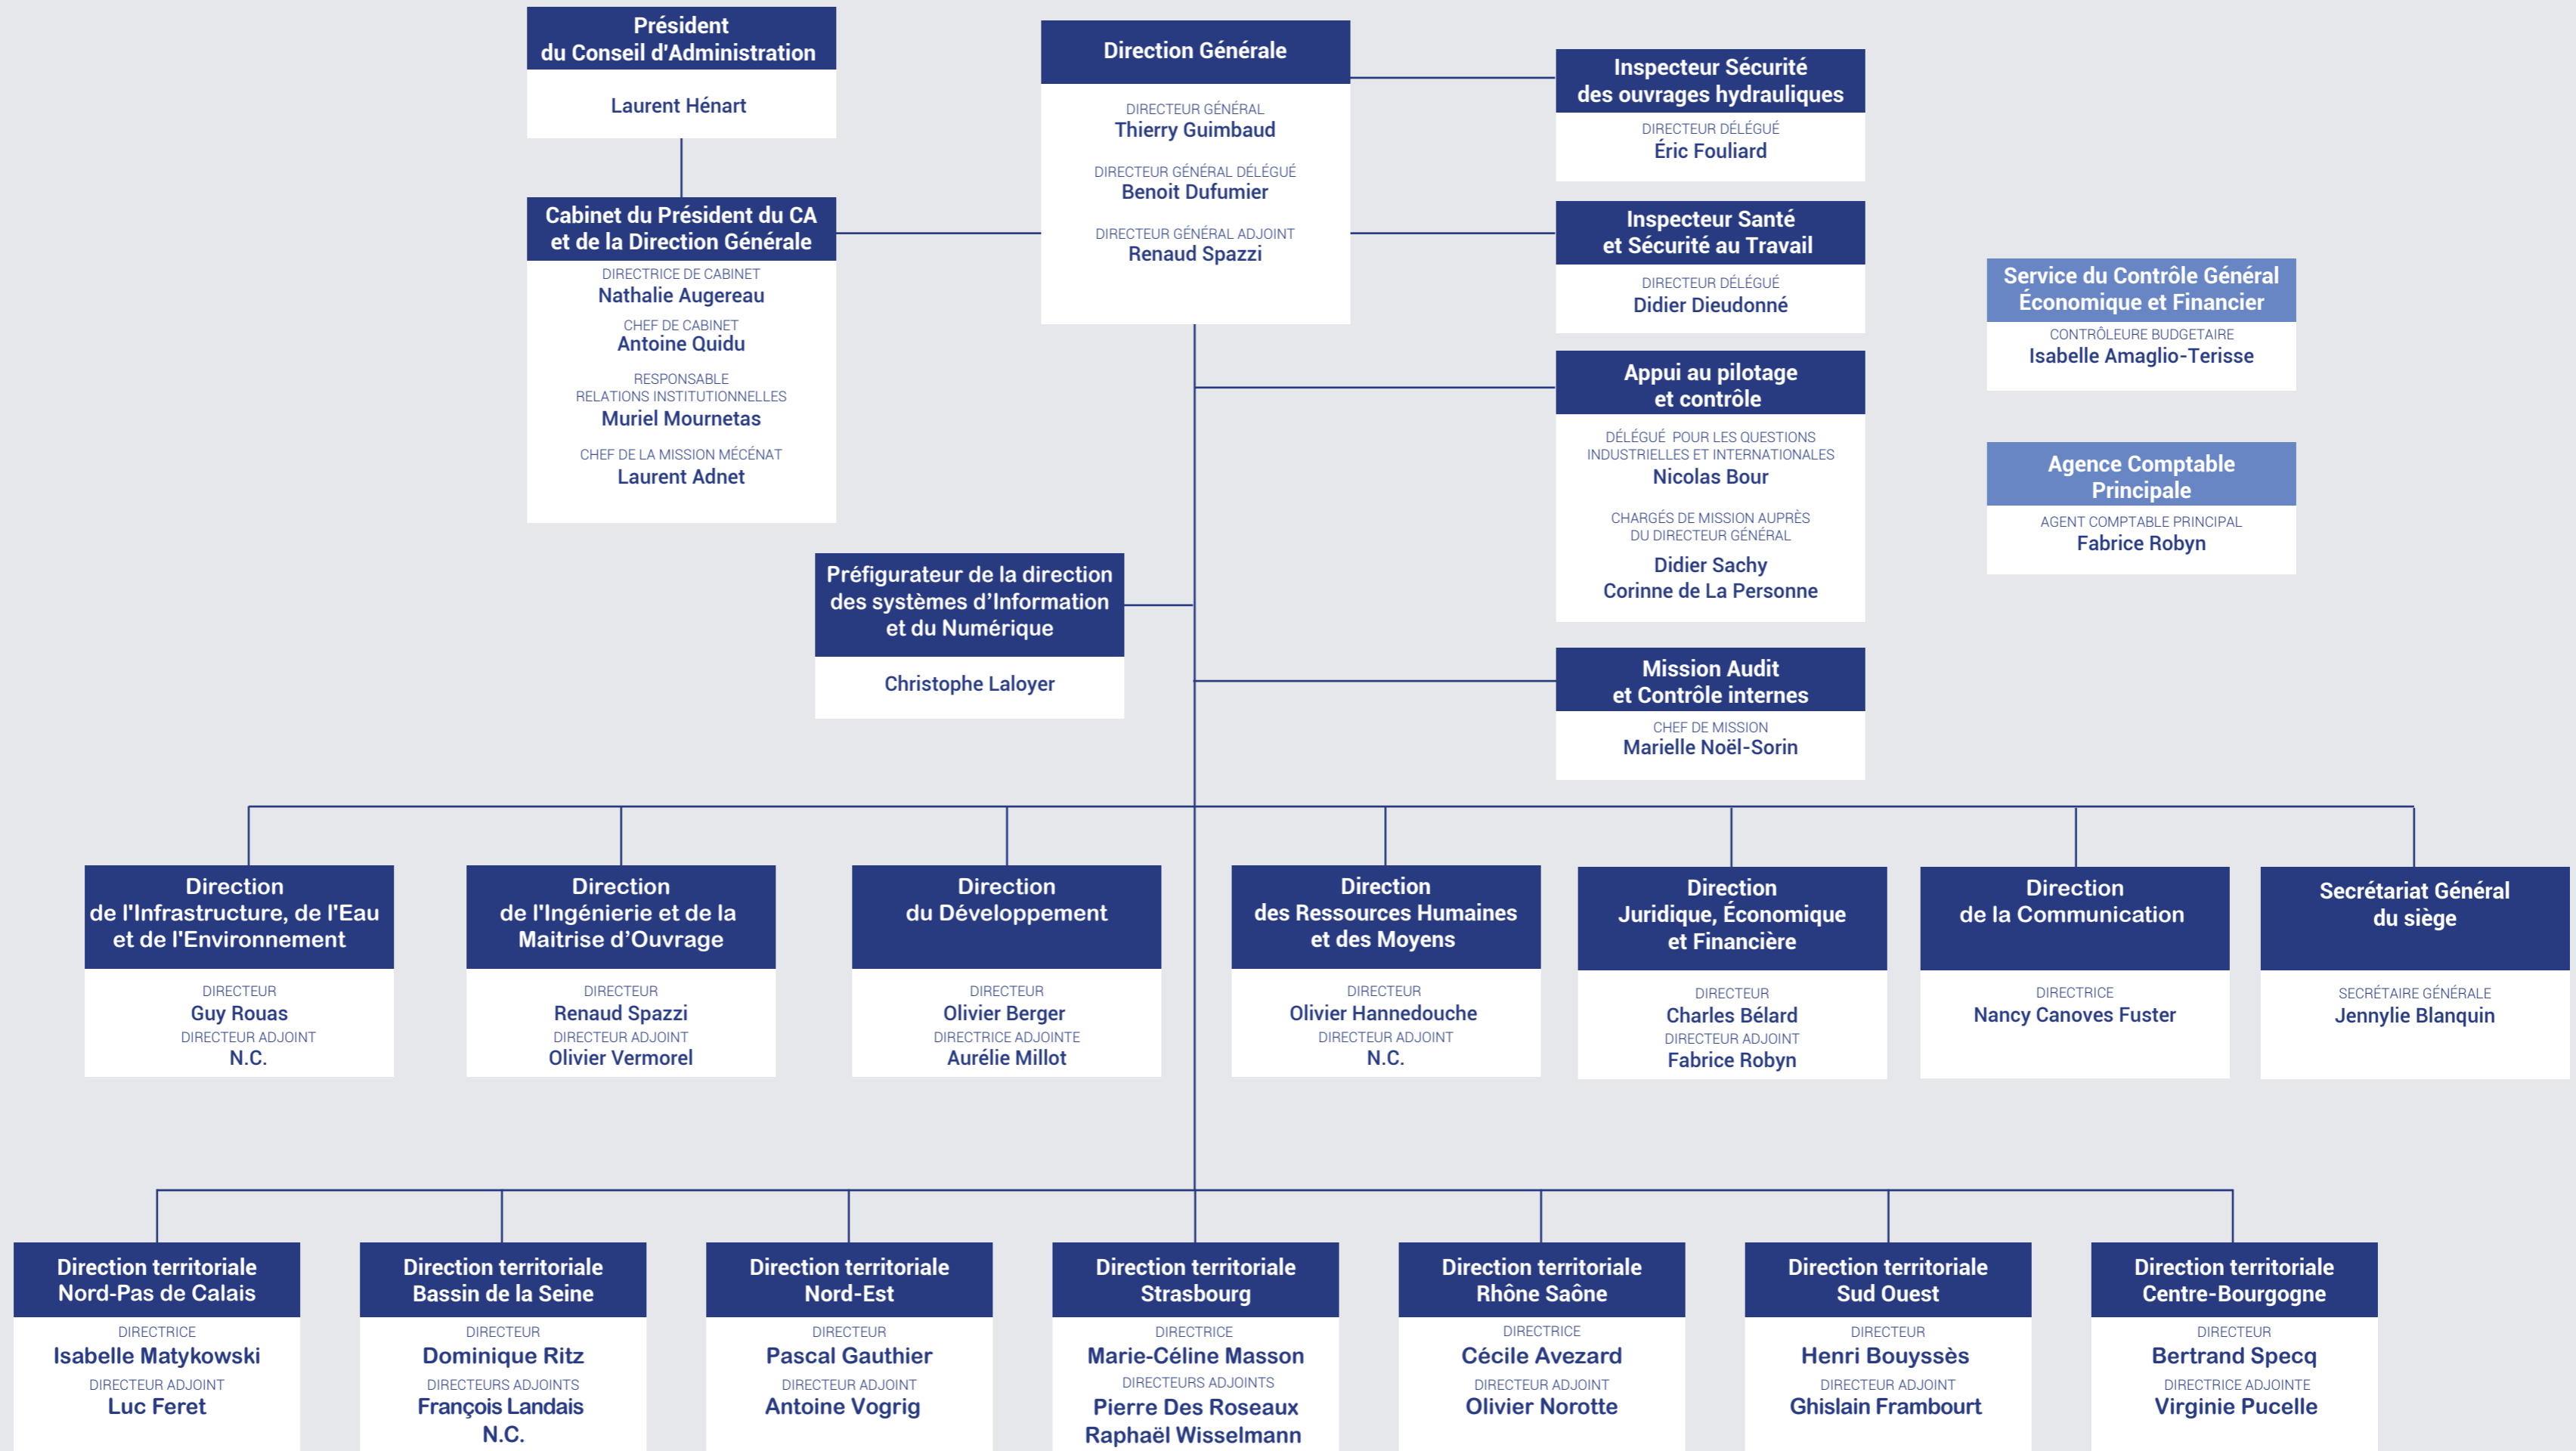 Président
du Conseil d'Administration
Laurent Hénart
Direction Générale
DIRECTEUR GÉNÉRAL
Thierry Guimbaud
DIRECTEUR GÉNÉRAL DÉLÉGUÉ
Benoit Dufumier
DIRECTEUR GÉNÉRAL ADJOINT
Renaud Spazzi
Inspecteur Sécurité
des ouvrages hydrauliques
DIRECTEUR DÉLÉGUÉ
Éric Fouliard
Cabinet du Président du CA
et de la Direction Générale
DIRECTRICE DE CABINET
Nathalie Augereau
CHEF DE CABINET
Antoine Quidu
RESPONSABLE
RELATIONS INSTITUTIONNELLES
Muriel Mournetas
CHEF DE LA MISSION MÉCÉNAT
Laurent Adnet
Inspecteur Santé
et Sécurité au Travail
DIRECTEUR DÉLÉGUÉ
Didier Dieudonné
Service du Contrôle Général
Économique et Financier
CONTRÔLEURE BUDGETAIRE
Isabelle Amaglio-Terisse
Appui au pilotage
et contrôle
DÉLÉGUÉ POUR LES QUESTIONS
INDUSTRIELLES ET INTERNATIONALES
Nicolas Bour
CHARGÉS DE MISSION AUPRÈS
DU DIRECTEUR GÉNÉRAL
Didier Sachy
Corinne de La Personne
Agence Comptable
Principale
AGENT COMPTABLE PRINCIPAL
Fabrice Robyn
Préfigurateur de la direction
des systèmes d’Information
et du Numérique
Christophe Laloyer
Mission Audit
et Contrôle internes
CHEF DE MISSION
Marielle Noël-Sorin
Direction
de l'Infrastructure, de l'Eau
et de l'Environnement
DIRECTEUR
Guy Rouas
DIRECTEUR ADJOINT
N.C.
Direction
de l'Ingénierie et de la
Maitrise d’Ouvrage
DIRECTEUR
Renaud Spazzi
DIRECTEUR ADJOINT
Olivier Vermorel
Direction
du Développement
DIRECTEUR
Olivier Berger
DIRECTRICE ADJOINTE
Aurélie Millot
Direction
des Ressources Humaines
et des Moyens
DIRECTEUR
Olivier Hannedouche
DIRECTEUR ADJOINT
N.C.
Direction
Juridique, Économique
et Financière
DIRECTEUR
Charles Bélard
DIRECTEUR ADJOINT
Fabrice Robyn
Direction
de la Communication
DIRECTRICE
Nancy Canoves Fuster
Secrétariat Général
du siège
SECRÉTAIRE GÉNÉRALE
Jennylie Blanquin
Direction territoriale
Nord-Pas de Calais
DIRECTRICE
Isabelle Matykowski
DIRECTEUR ADJOINT
Luc Feret
Direction territoriale
Bassin de la Seine
DIRECTEUR
Dominique Ritz
DIRECTEURS ADJOINTS
François Landais
N.C.
Direction territoriale
Nord-Est
DIRECTEUR
Pascal Gauthier
DIRECTEUR ADJOINT
Antoine Vogrig
Direction territoriale
Strasbourg
DIRECTRICE
Marie-Céline Masson
DIRECTEURS ADJOINTS
Pierre Des Roseaux
Raphaël Wisselmann
Direction territoriale
Rhône Saône
DIRECTRICE
Cécile Avezard
DIRECTEUR ADJOINT
Olivier Norotte
Direction territoriale
Sud Ouest
DIRECTEUR
Henri Bouyssès
DIRECTEUR ADJOINT
Ghislain Frambourt
Direction territoriale
Centre-Bourgogne
DIRECTEUR
Bertrand Specq
DIRECTRICE ADJOINTE
Virginie Pucelle